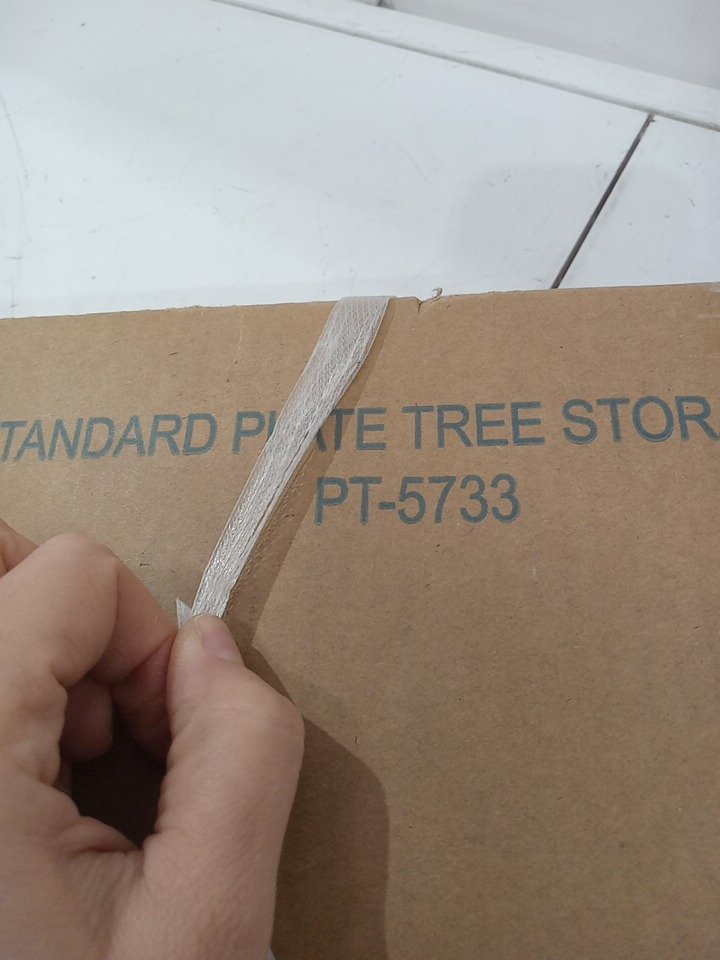 TANDARD PLATE TREE STOR
PT-5733